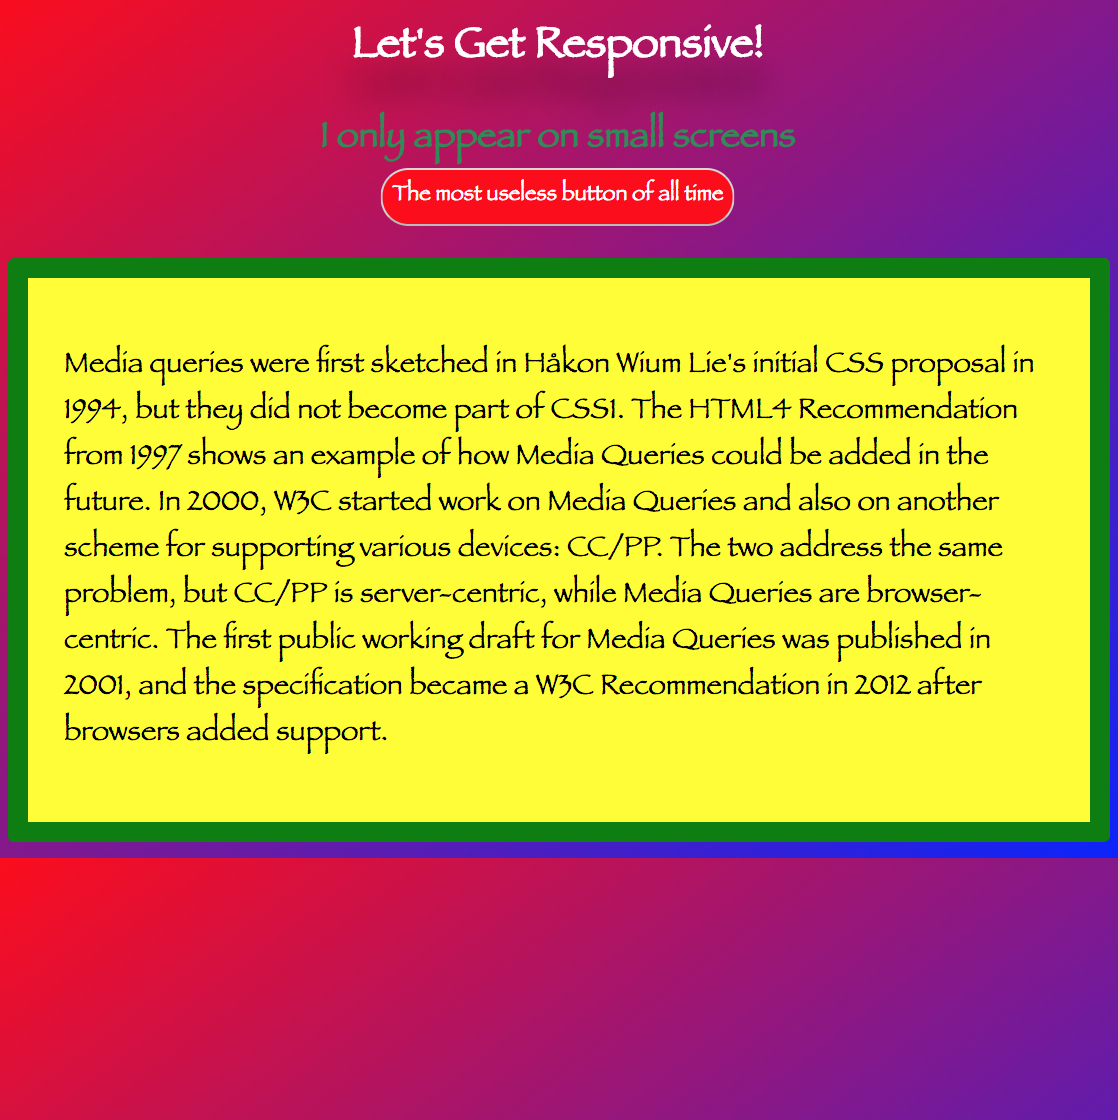 Let's Get Responsive!
I only appear on small screens
The most useless button of all time
Media queries were first sketched in Håkon Wium Lie's initial CSS proposal in
1994, but they did not become part of CSS1. The HTML4 Recommendation
from 1997 shows an example of how Media Queries could be added in the
future. In 2000, W3C started work on Media Queries and also on another
scheme for supporting various devices: CC/PP. The two address the same
problem, but CC/PP is server-centric, while Media Queries are browser-
centric. The first public working draft for Media Queries was published in
2001, and the specification became a W3C Recommendation in 2012 after
browsers added support.